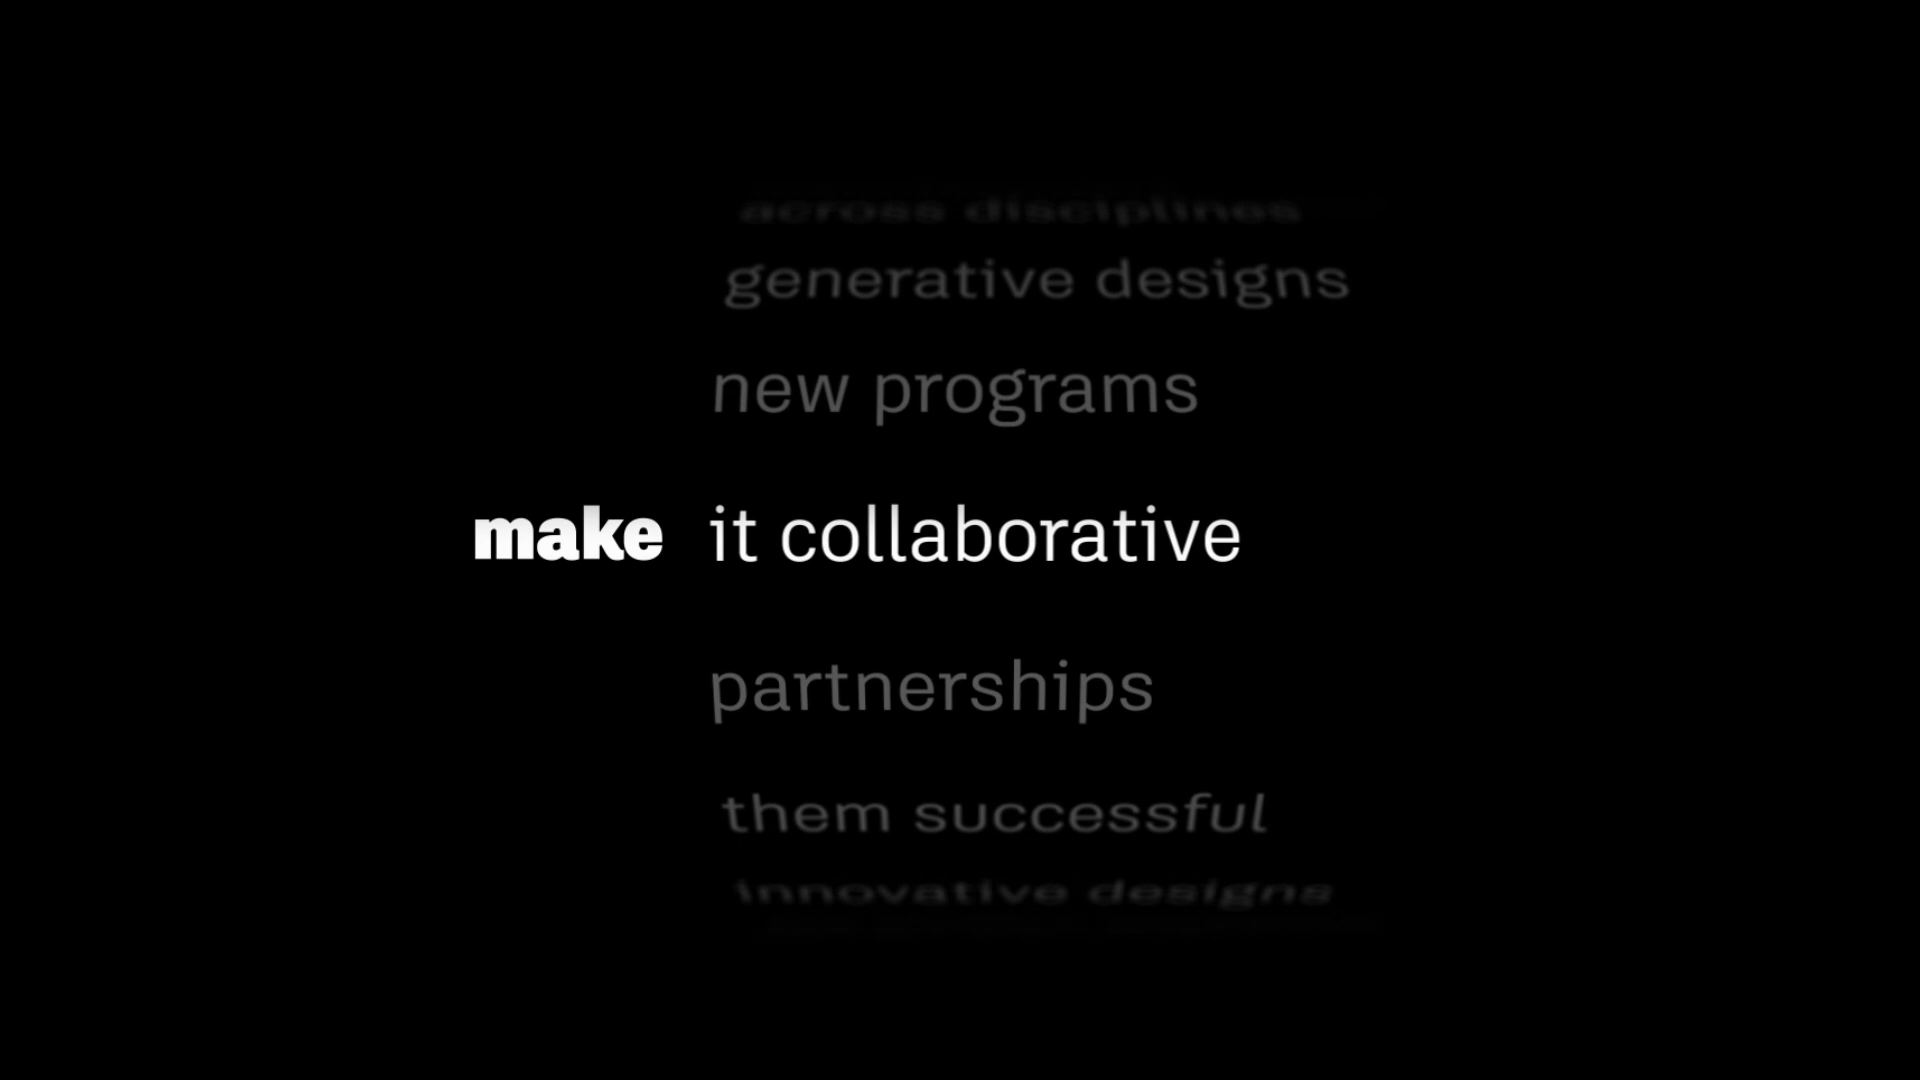 across disciplines
generative designs
new programs
make it collaborative
partnerships
them successful
innovative designs